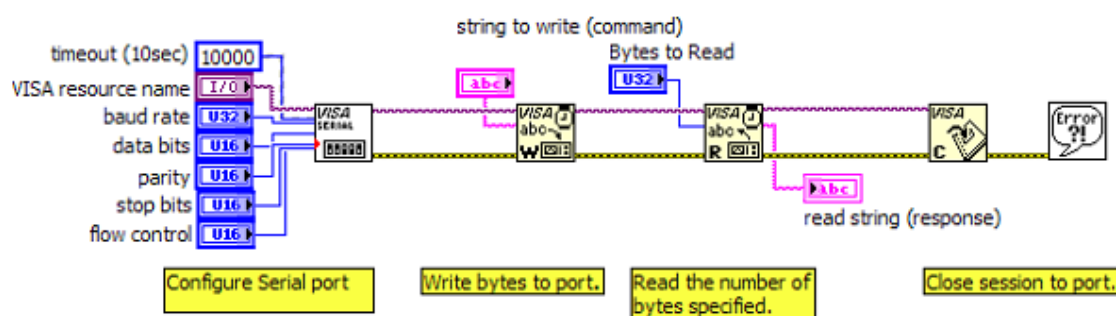 string to write (command)
timeout (10sec) 10000
Bytes to Read
VISA resource name I/O
abc
U32
baud rate U32
data bits U16
parity U16
stop bits U16
flow control U16
VISA
SERIAL
VISA
abc
W
VISA
abc
R
VISA
C
Error
?!
abc
read string (response)
Configure Serial port
Write bytes to port.
Read the number of
bytes specified.
Close session to port.